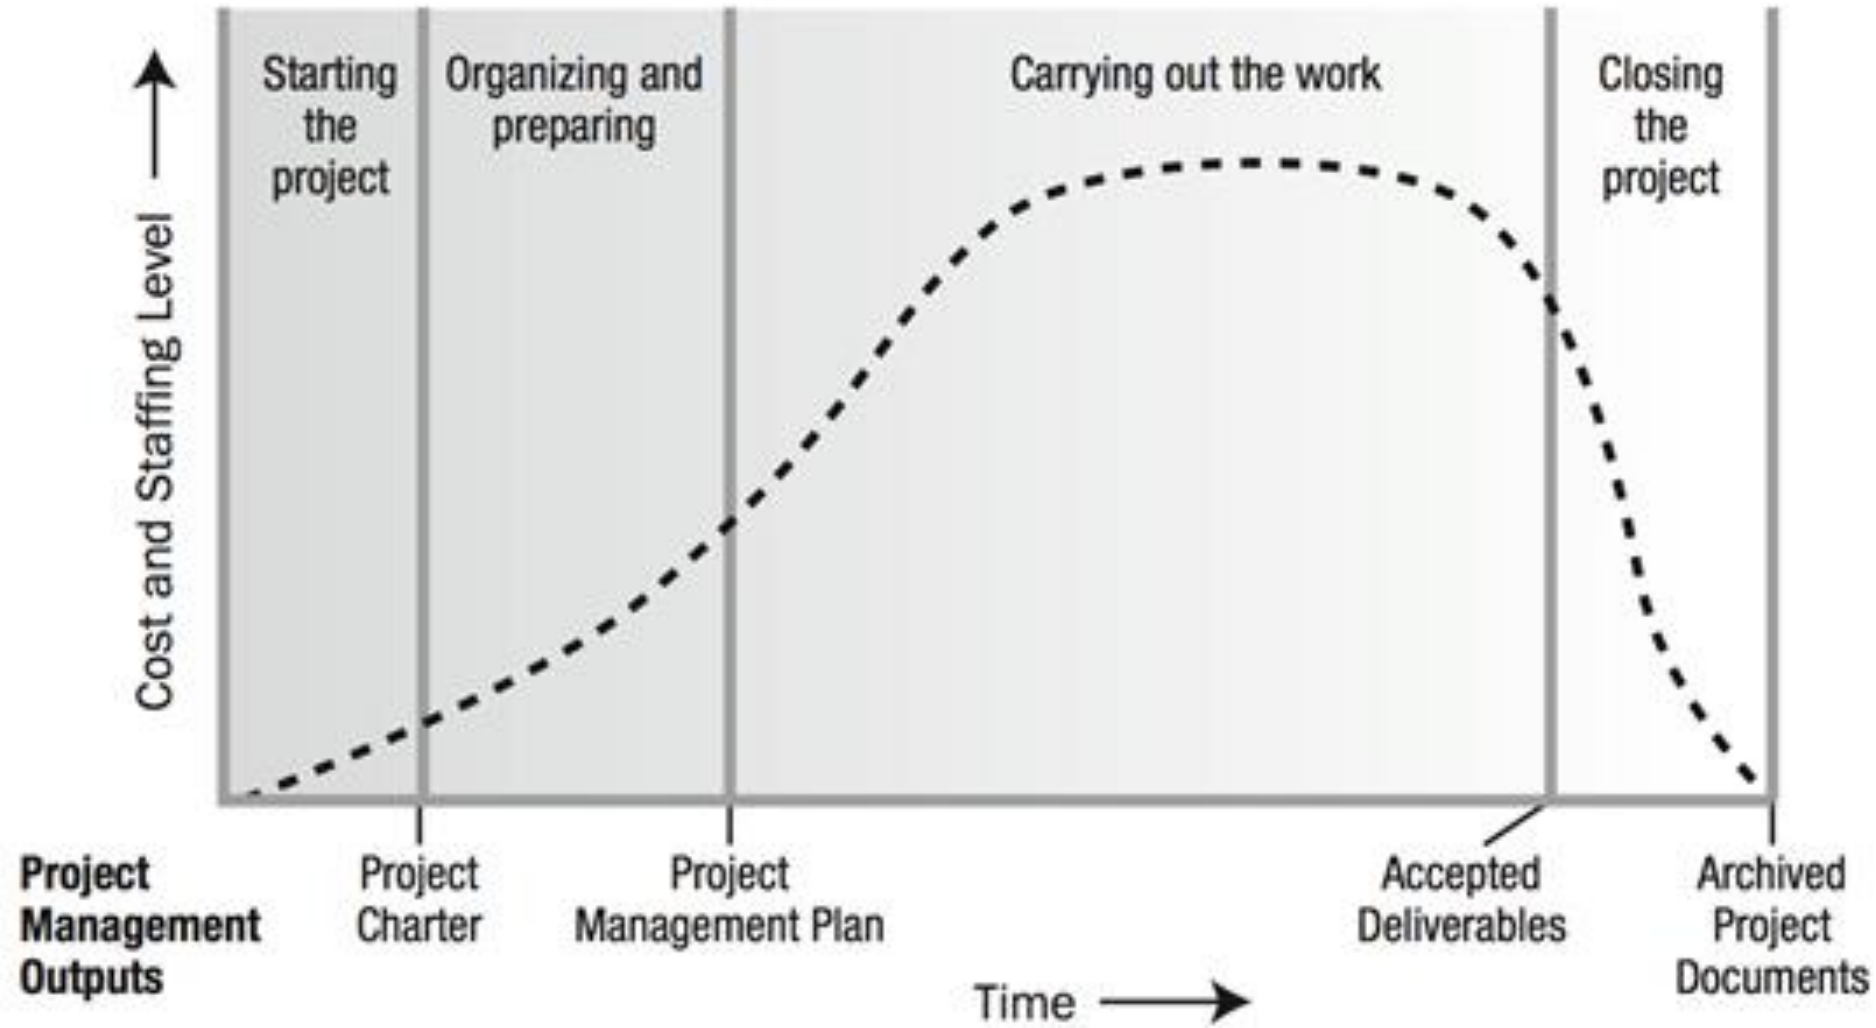 Starting
the
project
Organizing and
preparing
Carrying out the work
Closing
the
project
Cost and Staffing Level
Project
Management
Outputs
Project
Charter
Project
Management Plan
Accepted
Deliverables
Archived
Project
Documents
Time